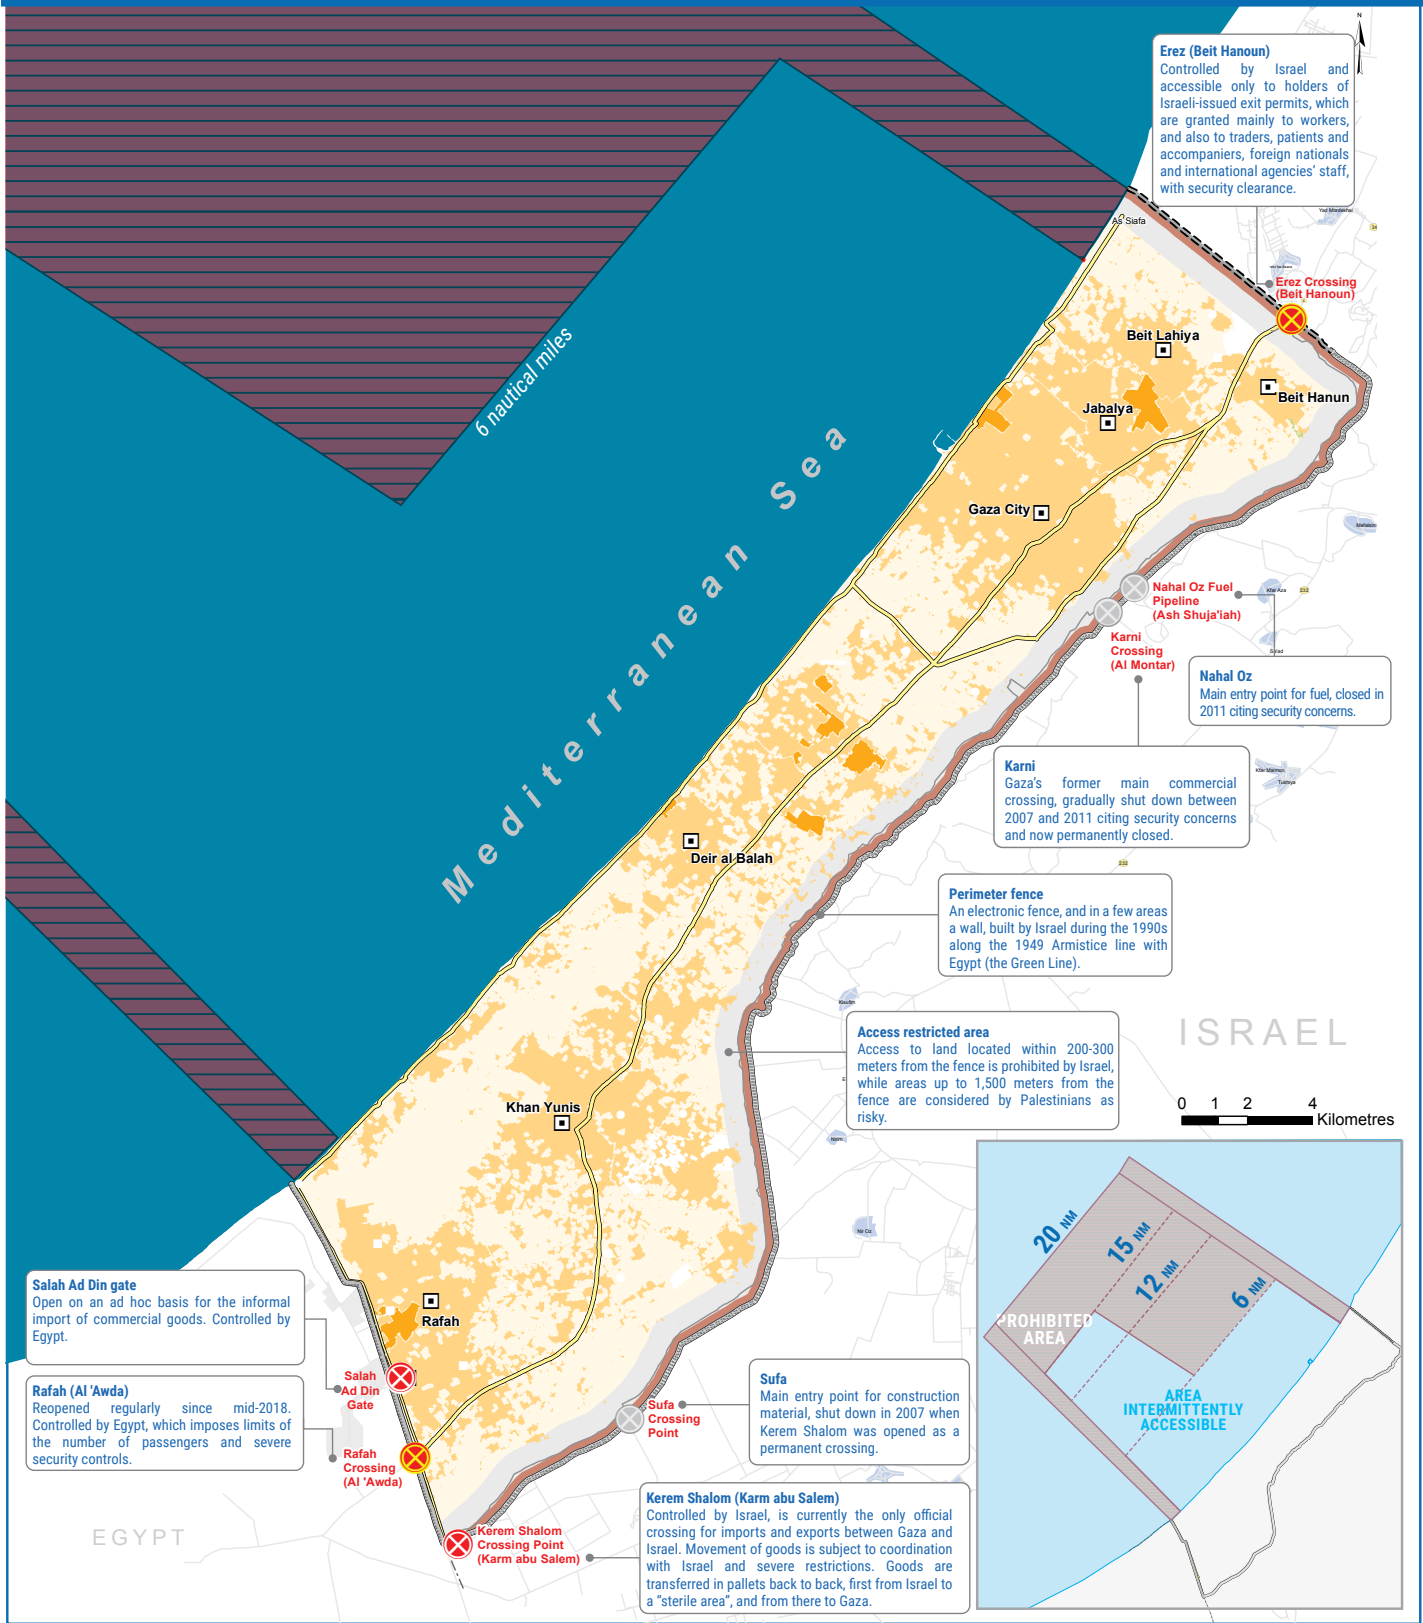 N
Erez (Beit Hanoun)
Controlled by Israel and
accessible only to holders of
Israeli-issued exit permits, which
are granted mainly to workers,
and also to traders, patients and
accompaniers, foreign nationals
and international agencies' staff,
with security clearance.
Yad Mordekhai
As Siafa
Erez Crossing
(Beit Hanoun)
6 nautical miles
Beit Lahiya
Beit Hanun
Jabalya
Gaza City
Mediterranean Sea
Nahal Oz Fuel
Pipeline
(Ash Shuja'iah)
Kfar Aza
232
Karni
Crossing
(Al Montar)
Nahal Oz
Main entry point for fuel, closed in
2011 citing security concerns.
Karni
Gaza's former main commercial
crossing, gradually shut down between
2007 and 2011 citing security concerns
and now permanently closed.
Kfar Maimon
Tushiya
232
Deir al Balah
Perimeter fence
An electronic fence, and in a few areas
a wall, built by Israel during the 1990s
along the 1949 Armistice line with
Egypt (the Green Line).
Kisufim
Access restricted area
Access to land located within 200-300
meters from the fence is prohibited by Israel,
while areas up to 1,500 meters from the
fence are considered by Palestinians as
risky.
ISRAEL
0 1 2 4
Kilometres
Khan Yunis
Nirim
Nir Oz
20 NM
15 NM
12 NM
6 NM
PROHIBITED
AREA
AREA
INTERMITTENTLY
ACCESSIBLE
Salah Ad Din gate
Open on an ad hoc basis for the informal
import of commercial goods. Controlled by
Egypt.
Rafah
Salah
Ad Din
Gate
Rafah (Al 'Awda)
Reopened regularly since mid-2018.
Controlled by Egypt, which imposes limits of
the number of passengers and severe
security controls.
Rafah
Crossing
(Al 'Awda)
Sufa
Crossing
Point
Sufa
Main entry point for construction
material, shut down in 2007 when
Kerem Shalom was opened as a
permanent crossing.
EGYPT
Kerem Shalom
Crossing Point
(Karm abu Salem)
Kerem Shalom (Karm abu Salem)
Controlled by Israel, is currently the only official
crossing for imports and exports between Gaza and
Israel. Movement of goods is subject to coordination
with Israel and severe restrictions. Goods are
transferred in pallets back to back, first from Israel to
a "sterile area", and from there to Gaza.